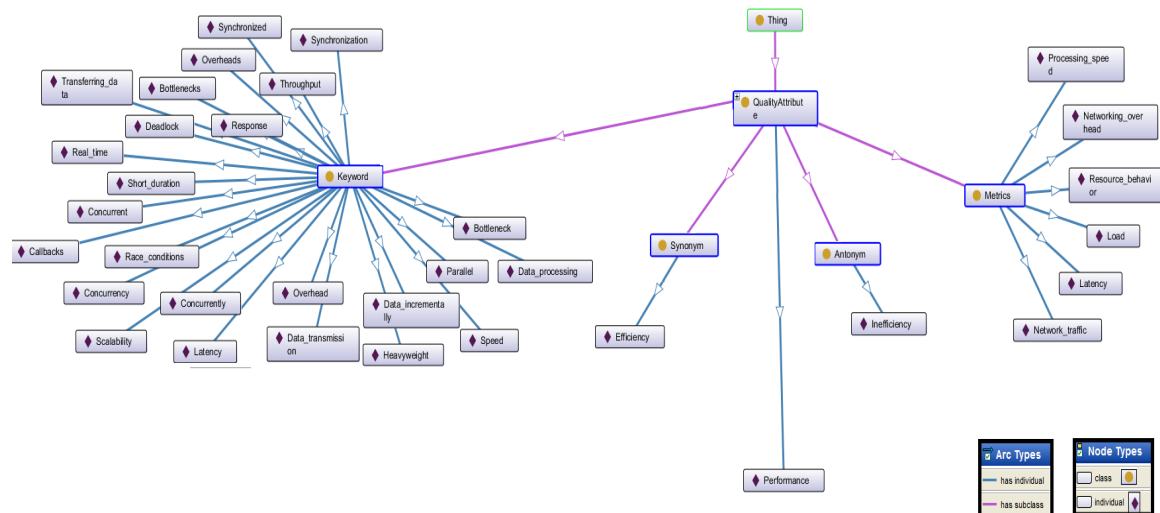 Thing
Synchronized
Synchronization
Overheads
Processing_spee
d
Transferring_da
ta
Bottlenecks
Throughput
QualityAttribut
e
Networking_over
head
Deadlock
Response
Real_time
Keyword
Short_duration
Resource_behavi
or
Metrics
Concurrent
Bottleneck
Load
Callbacks
Race_conditions
Synonym
Antonym
Parallel
Data_processing
Latency
Concurrency
Concurrently
Overhead
Data_incrementa
lly
Inefficiency
Network_traffic
Scalability
Data_transmissi
on
Speed
Efficiency
Latency
Heavyweight
Performance
Arc Types
has individual
has subclass
Node Types
class
individual